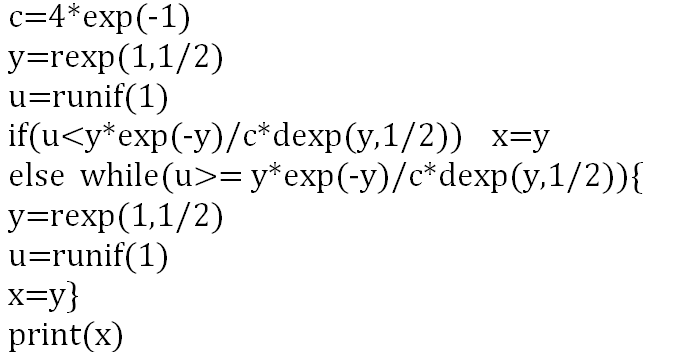 c=4*exp(-1)
y=rexp(1,1/2)
u=runif(1)
if(u<y*exp(-y)/c*dexp(y,1/2)) x=y
else while(u>= y*exp(-y)/c*dexp(y,1/2)){
y=rexp(1,1/2)
u=runif(1)
x=y}
print(x)